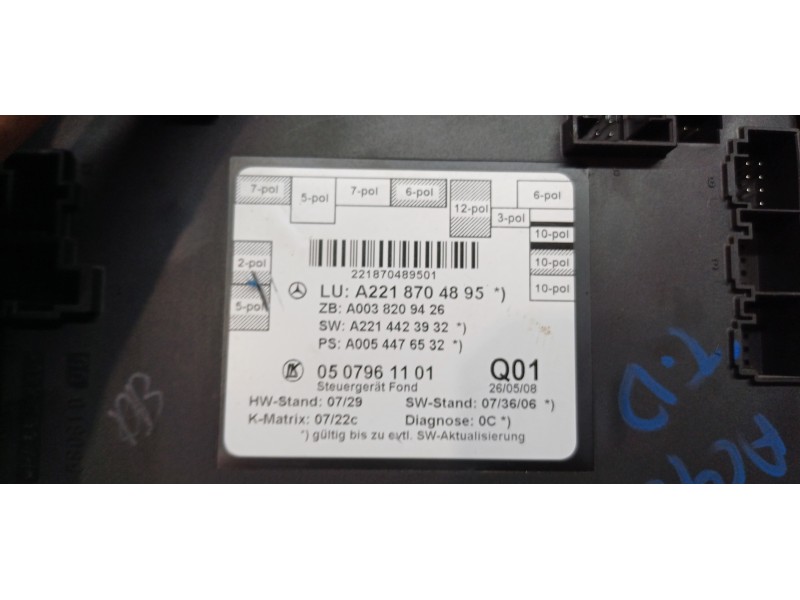 7-pol
5-pol
7-pol
6-pol
12-pol
3-pol
6-pol
10-pol
10-pol
10-pol
2-pol
5-pol
221870489501
LU: A221 870 48 95 *)
ZB: A003 820 94 26
SW: A221 442 39 32 *)
PS: A005 447 65 32 *)
05 0796 11 01
Q01
Steuergerät Fond
26/05/08
HW-Stand: 07/29
SW-Stand: 07/36/06 *)
K-Matrix: 07/22c
Diagnose: 0C *)
*) gültig bis zu evtl. SW-Aktualisierung
T.D